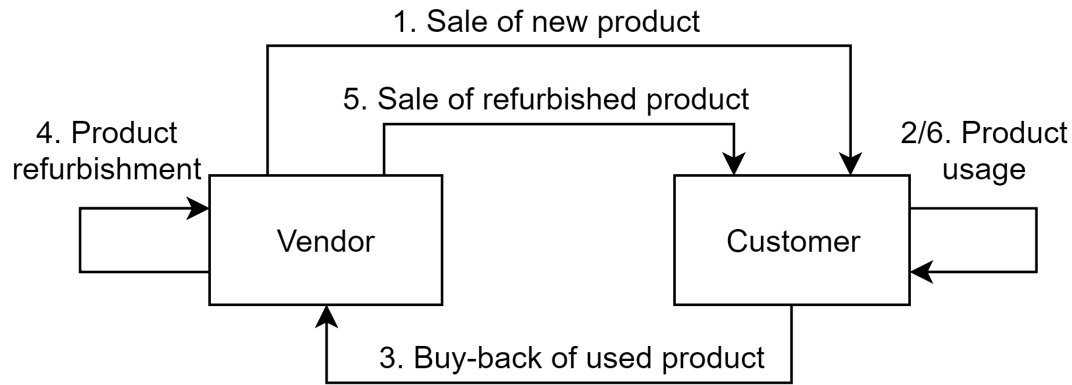 1. Sale of new product
5. Sale of refurbished product
4. Product
refurbishment
2/6. Product
usage
Vendor
Customer
3. Buy-back of used product